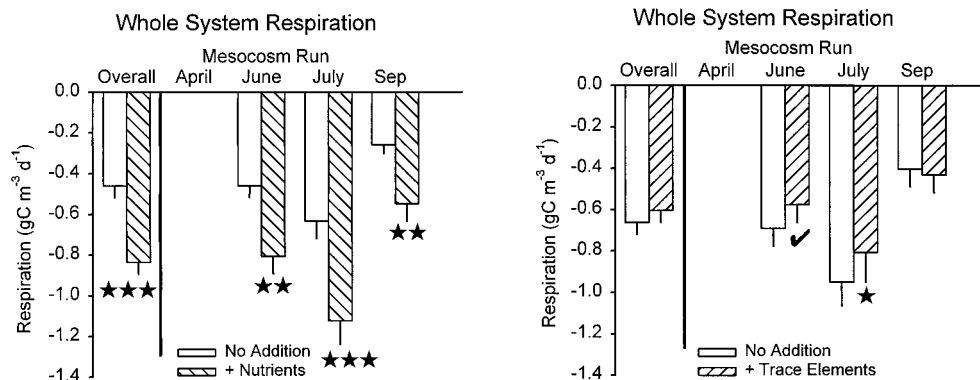 Whole System Respiration
Mesocosm Run
Overall April June July Sep
0.0
-0.2
-0.4
-0.6
-0.8
-1.0
-1.2
-1.4
Respiration (gC m⁻³ d⁻¹)
No Addition
+ Nutrients
Whole System Respiration
Mesocosm Run
Overall April June July Sep
0.0
-0.2
-0.4
-0.6
-0.8
-1.0
-1.2
-1.4
Respiration (gC m⁻³ d⁻¹)
No Addition
+ Trace Elements